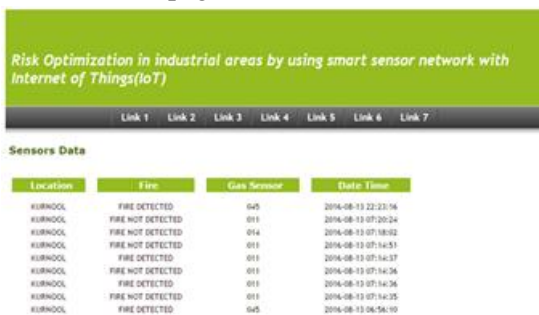 Risk Optimization in industrial areas by using smart sensor network with
Internet of Things(IoT)
Link 1 Link 2 Link 3 Link 4 Link 5 Link 6 Link 7
Sensors Data
Location Fire Gas Sensor Date Time
KURNOOL FIRE DETECTED 045 2016-08-13 22:23:16
KURNOOL FIRE NOT DETECTED 011 2016-08-13 07:20:24
KURNOOL FIRE NOT DETECTED 014 2016-08-13 07:18:02
KURNOOL FIRE NOT DETECTED 011 2016-08-13 07:14:51
KURNOOL FIRE DETECTED 011 2016-08-13 07:14:37
KURNOOL FIRE NOT DETECTED 011 2016-08-13 07:14:36
KURNOOL FIRE DETECTED 011 2016-08-13 07:14:36
KURNOOL FIRE NOT DETECTED 011 2016-08-13 07:14:35
KURNOOL FIRE DETECTED 045 2016-08-13 06:56:10